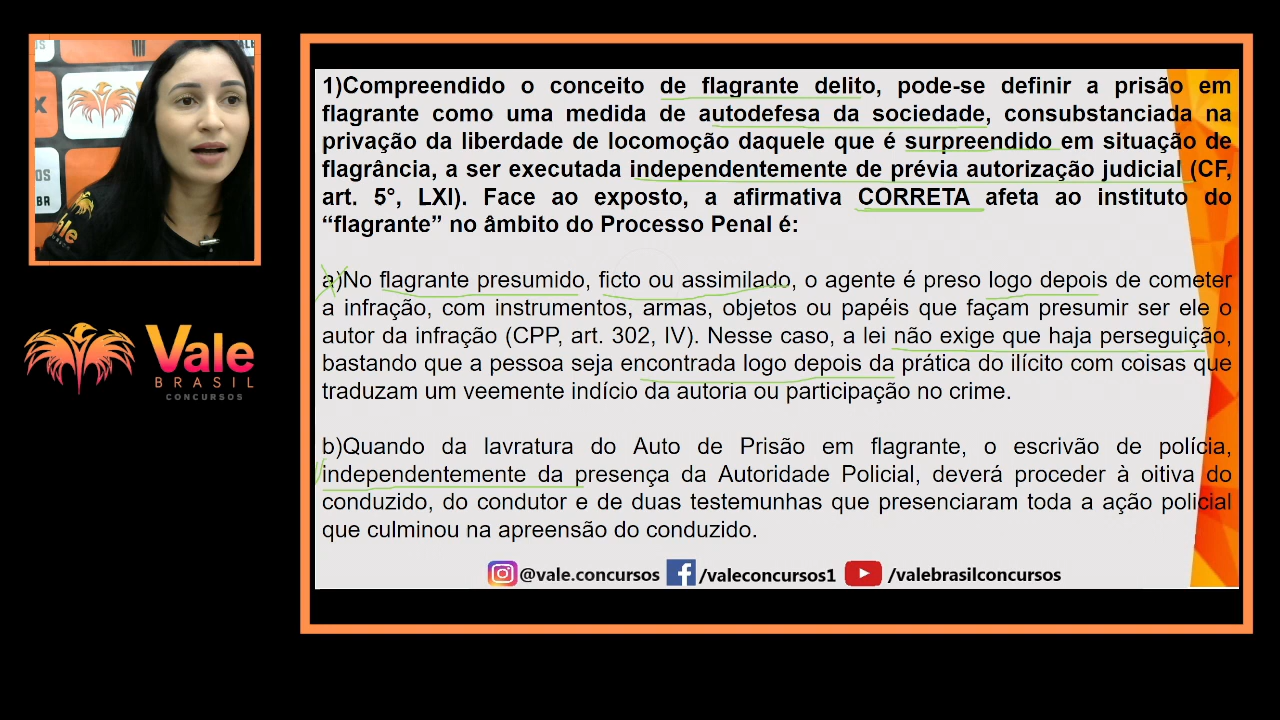 1)Compreendido o conceito de flagrante delito, pode-se definir a prisão em
flagrante como uma medida de autodefesa da sociedade, consubstanciada na
privação da liberdade de locomoção daquele que é surpreendido em situação de
flagrância, a ser executada independentemente de prévia autorização judicial (CF,
art. 5°, LXI). Face ao exposto, a afirmativa CORRETA afeta ao instituto do
“flagrante” no âmbito do Processo Penal é:
a)No flagrante presumido, ficto ou assimilado, o agente é preso logo depois de cometer
a infração, com instrumentos, armas, objetos ou papéis que façam presumir ser ele o
autor da infração (CPP, art. 302, IV). Nesse caso, a lei não exige que haja perseguição,
bastando que a pessoa seja encontrada logo depois da prática do ilícito com coisas que
traduzam um veemente indício da autoria ou participação no crime.
b)Quando da lavratura do Auto de Prisão em flagrante, o escrivão de polícia,
independentemente da presença da Autoridade Policial, deverá proceder à oitiva do
conduzido, do condutor e de duas testemunhas que presenciaram toda a ação policial
que culminou na apreensão do conduzido.
@vale.concursos /valeconcursos1 /valebrasilconcursos
Vale
BRASIL
CONCURSOS